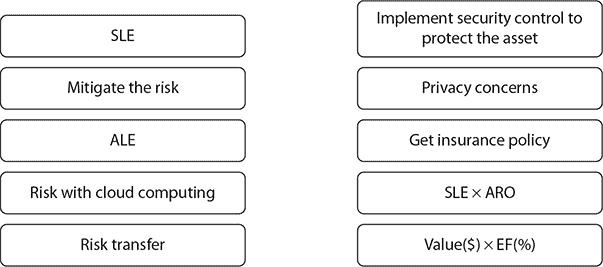 SLE
Mitigate the risk
ALE
Risk with cloud computing
Risk transfer
Implement security control to
protect the asset
Privacy concerns
Get insurance policy
SLE × ARO
Value($) × EF(%)